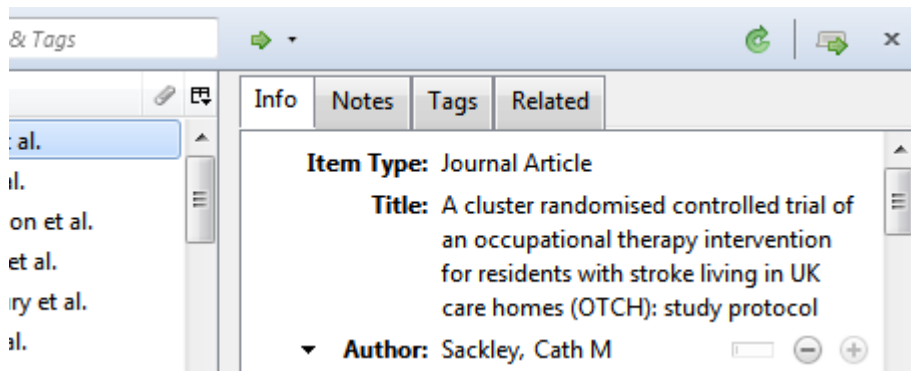 & Tags
Info Notes Tags Related
et al.
al.
on et al.
et al.
ry et al.
al.
Item Type: Journal Article
Title: A cluster randomised controlled trial of
an occupational therapy intervention
for residents with stroke living in UK
care homes (OTCH): study protocol
Author: Sackley, Cath M